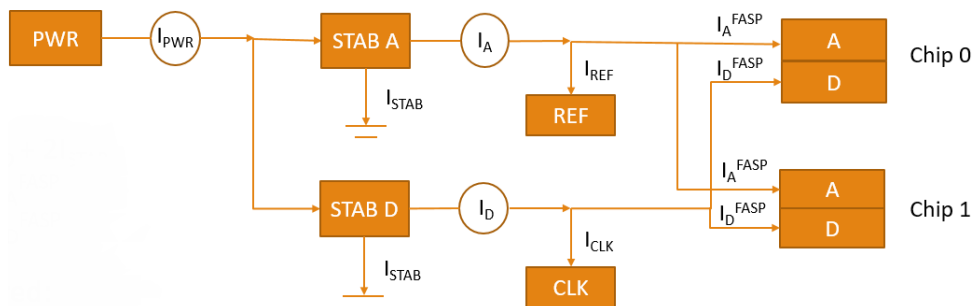 PWR
I_PWR
STAB A
I_A
I_A^FASP
A
Chip 0
I_D^FASP
D
I_STAB
I_REF
REF
I_A^FASP
A
STAB D
I_D
I_D^FASP
D
Chip 1
I_STAB
I_CLK
CLK